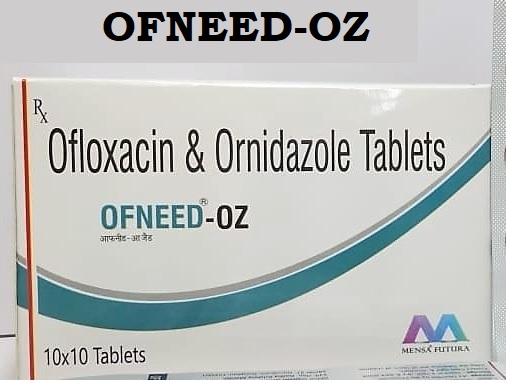 OFNEED-OZ
Rx
Ofloxacin & Ornidazole Tablets
OFNEED®-OZ
आफनीड-आ जैड
10x10 Tablets
MENSA FUTURA